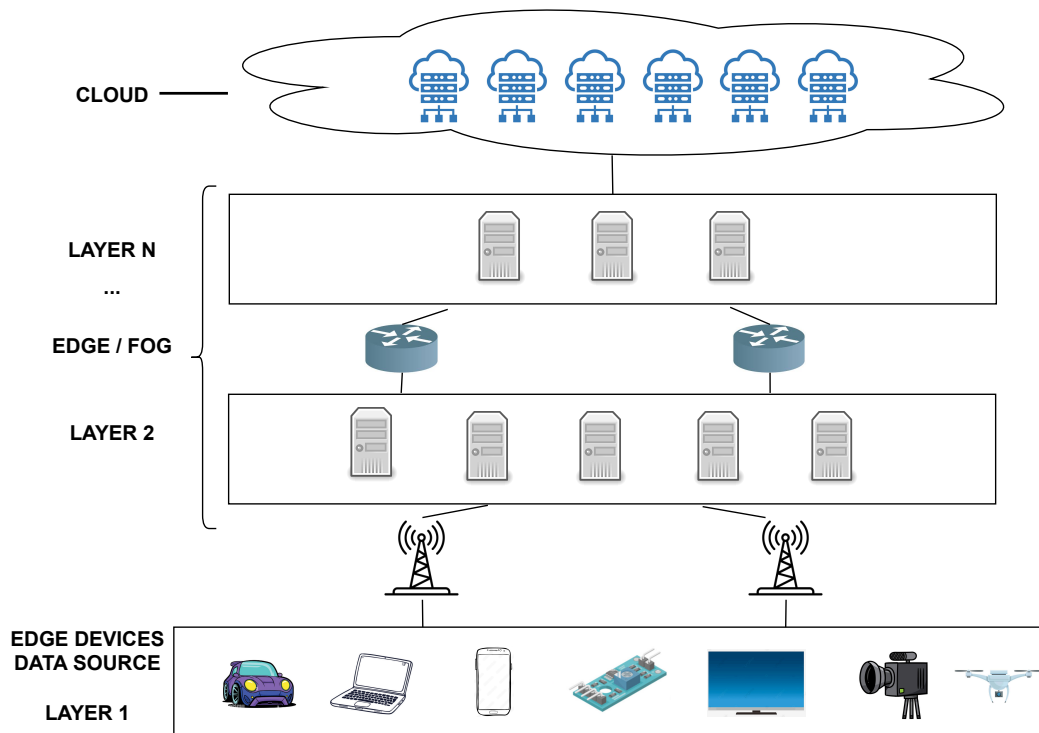 CLOUD
LAYER N
...
EDGE / FOG
LAYER 2
EDGE DEVICES
DATA SOURCE
LAYER 1